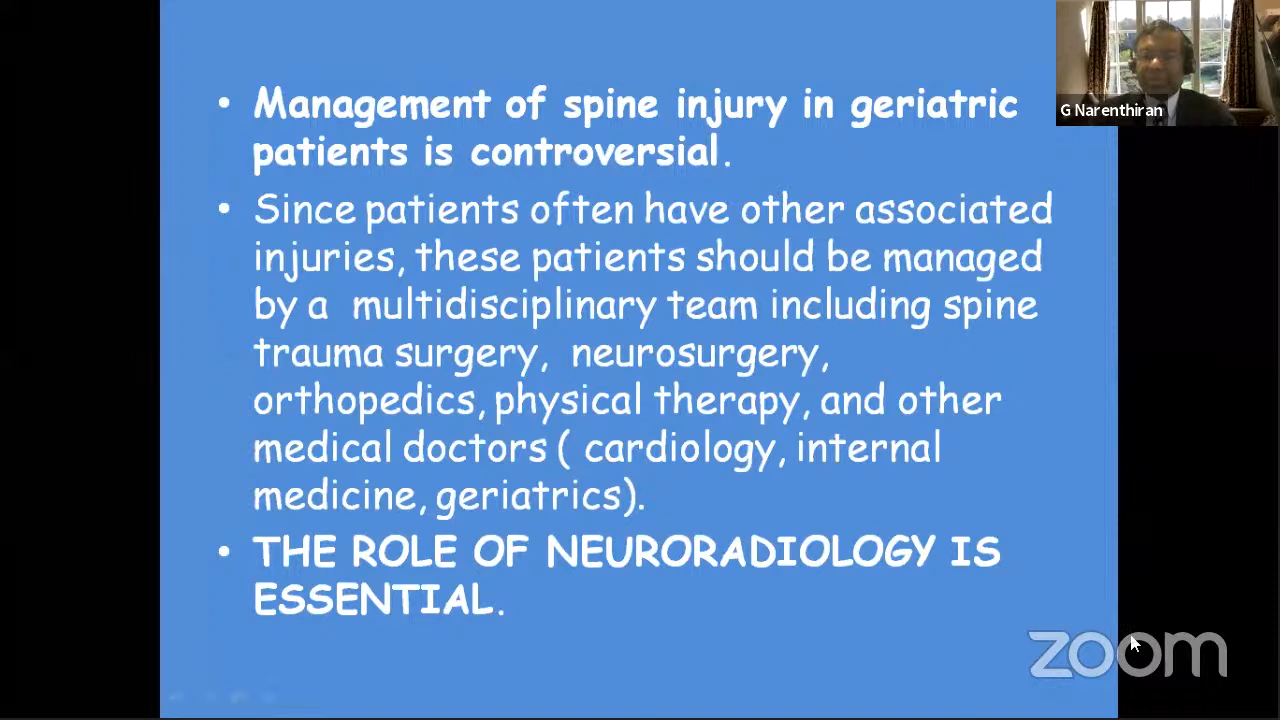 • Management of spine injury in geriatric
patients is controversial.
• Since patients often have other associated
injuries, these patients should be managed
by a multidisciplinary team including spine
trauma surgery, neurosurgery,
orthopedics, physical therapy, and other
medical doctors ( cardiology, internal
medicine, geriatrics).
• THE ROLE OF NEURORADIOLOGY IS
ESSENTIAL.
G Narenthiran
zoom